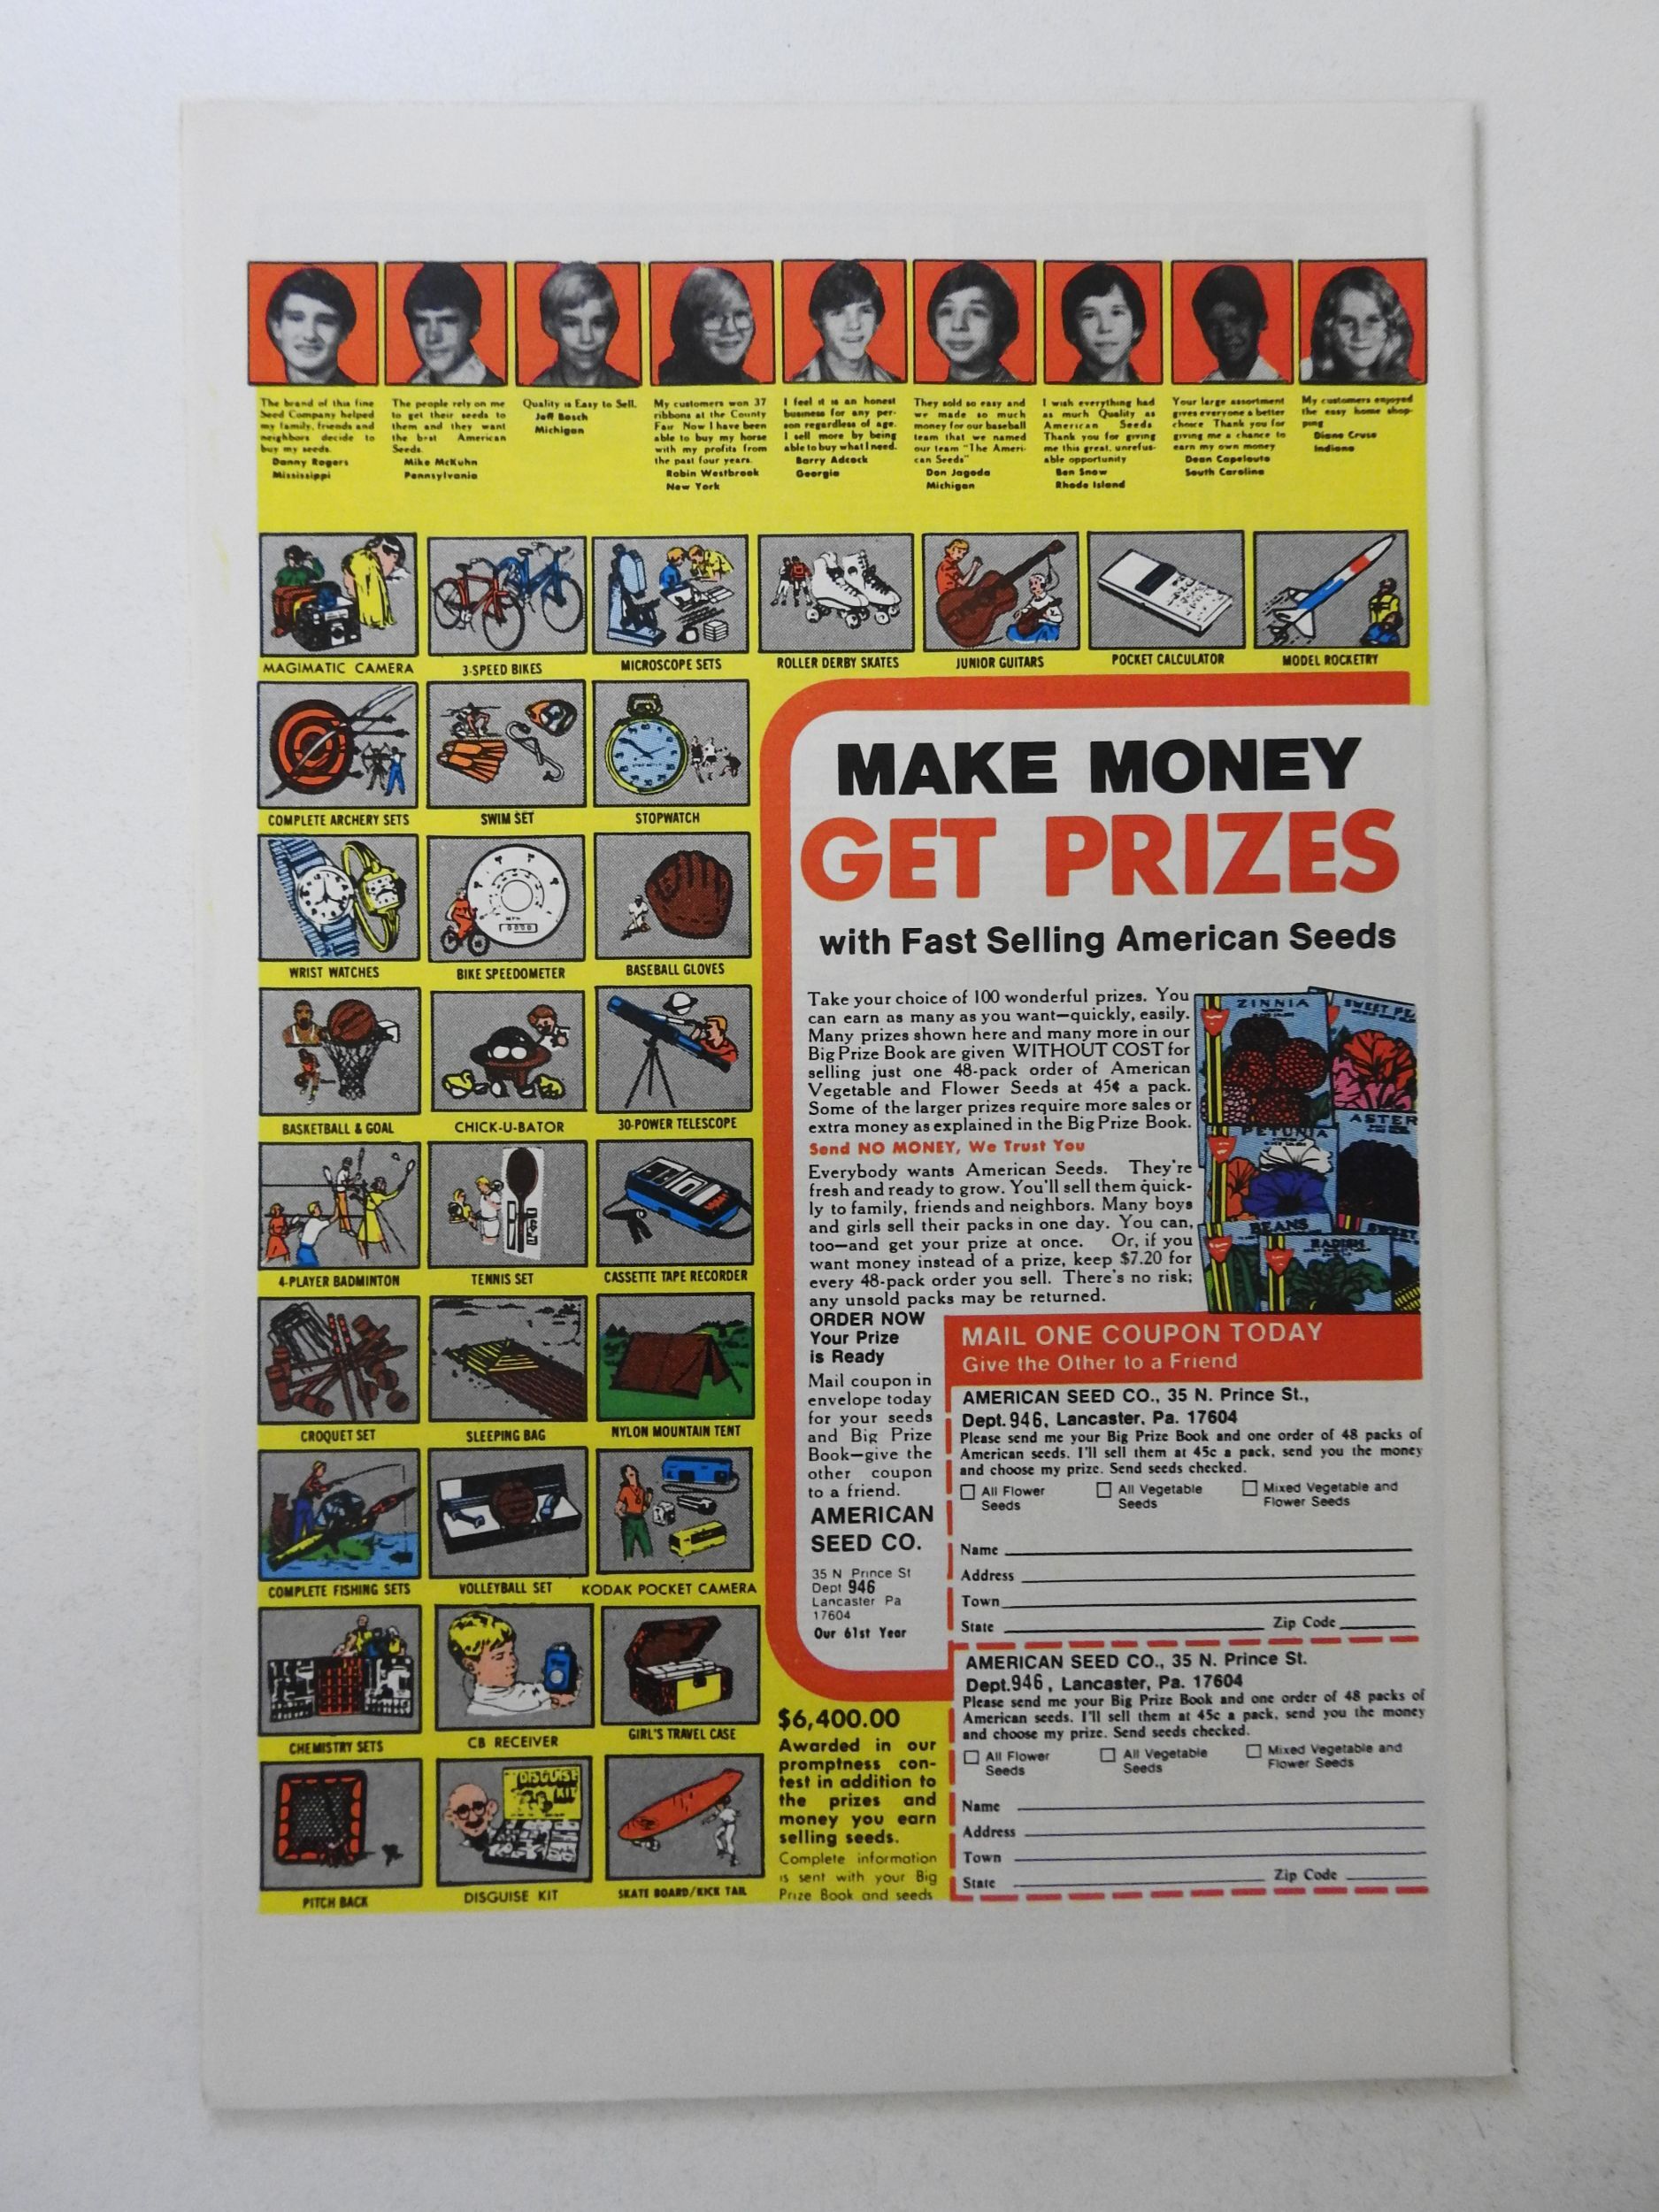 The brand of this fine
Seed Company helped
my family, friends and
neighbors decide to
buy my seeds.
Danny Rogers
Mississippi
The people rely on me
to get their seeds to
them and they want
the best American
Seeds.
Mike McKuhn
Pennsylvania
Quality is Easy to Sell.
Jeff Bosch
Michigan
My customers won 37
ribbons at the County
Fair Now I have been
able to buy my horse
with my profits from
the past four years.
Robin Westbrook
New York
I feel it is an honest
business for any per-
son regardless of age.
I sell more by being
able to buy what I need.
Barry Adcock
Georgia
They sold so easy and
we made so much
money for our baseball
team that we named
our team "The Ameri-
can Seeds"
Don Jagoda
Michigan
I wish everything had
as much Quality as
American Seeds
Thank you for giving
me this great, unrefus-
able opportunity
Ben Snow
Rhode Island
Your large assortment
gives everyone a better
choice Thank you for
giving me a chance to
earn my own money
Dean Capelouto
South Carolina
My customers enjoyed
the easy home shop-
ping
Diane Cruse
Indiana
MAGIMATIC CAMERA
3-SPEED BIKES
MICROSCOPE SETS
ROLLER DERBY SKATES
JUNIOR GUITARS
POCKET CALCULATOR
MODEL ROCKETRY
COMPLETE ARCHERY SETS
SWIM SET
STOPWATCH
WRIST WATCHES
BIKE SPEEDOMETER
BASEBALL GLOVES
BASKETBALL & GOAL
CHICK-U-BATOR
30-POWER TELESCOPE
4-PLAYER BADMINTON
TENNIS SET
CASSETTE TAPE RECORDER
CROQUET SET
SLEEPING BAG
NYLON MOUNTAIN TENT
COMPLETE FISHING SETS
VOLLEYBALL SET
KODAK POCKET CAMERA
CHEMISTRY SETS
CB RECEIVER
GIRL'S TRAVEL CASE
PITCH BACK
DISGUISE KIT
DISGUISE KIT
SKATE BOARD/KICK TAIL
MAKE MONEY
GET PRIZES
with Fast Selling American Seeds
Take your choice of 100 wonderful prizes. You
can earn as many as you want—quickly, easily.
Many prizes shown here and many more in our
Big Prize Book are given WITHOUT COST for
selling just one 48-pack order of American
Vegetable and Flower Seeds at 45¢ a pack.
Some of the larger prizes require more sales or
extra money as explained in the Big Prize Book.
Send NO MONEY, We Trust You
Everybody wants American Seeds. They're
fresh and ready to grow. You'll sell them quick-
ly to family, friends and neighbors. Many boys
and girls sell their packs in one day. You can,
too—and get your prize at once. Or, if you
want money instead of a prize, keep $7.20 for
every 48-pack order you sell. There's no risk;
any unsold packs may be returned.
ZINNIA
SWEET PE
ASTER
PETUNIA
BEANS
RADISH
SWEET
ORDER NOW
Your Prize
is Ready
Mail coupon in
envelope today
for your seeds
and Big Prize
Book—give the
other coupon
to a friend.
AMERICAN
SEED CO.
35 N Prince St
Dept 946
Lancaster Pa
17604
Our 61st Year
$6,400.00
Awarded in our
promptness con-
test in addition to
the prizes and
money you earn
selling seeds.
Complete information
is sent with your Big
Prize Book and seeds
MAIL ONE COUPON TODAY
Give the Other to a Friend
AMERICAN SEED CO., 35 N. Prince St.,
Dept. 946, Lancaster, Pa. 17604
Please send me your Big Prize Book and one order of 48 packs of
American seeds. I'll sell them at 45c a pack, send you the money
and choose my prize. Send seeds checked.
All Flower
Seeds
All Vegetable
Seeds
Mixed Vegetable and
Flower Seeds
Name
Address
Town
State Zip Code
AMERICAN SEED CO., 35 N. Prince St.
Dept. 946, Lancaster, Pa. 17604
Please send me your Big Prize Book and one order of 48 packs of
American seeds. I'll sell them at 45c a pack, send you the money
and choose my prize. Send seeds checked.
All Flower
Seeds
All Vegetable
Seeds
Mixed Vegetable and
Flower Seeds
Name
Address
Town
State Zip Code